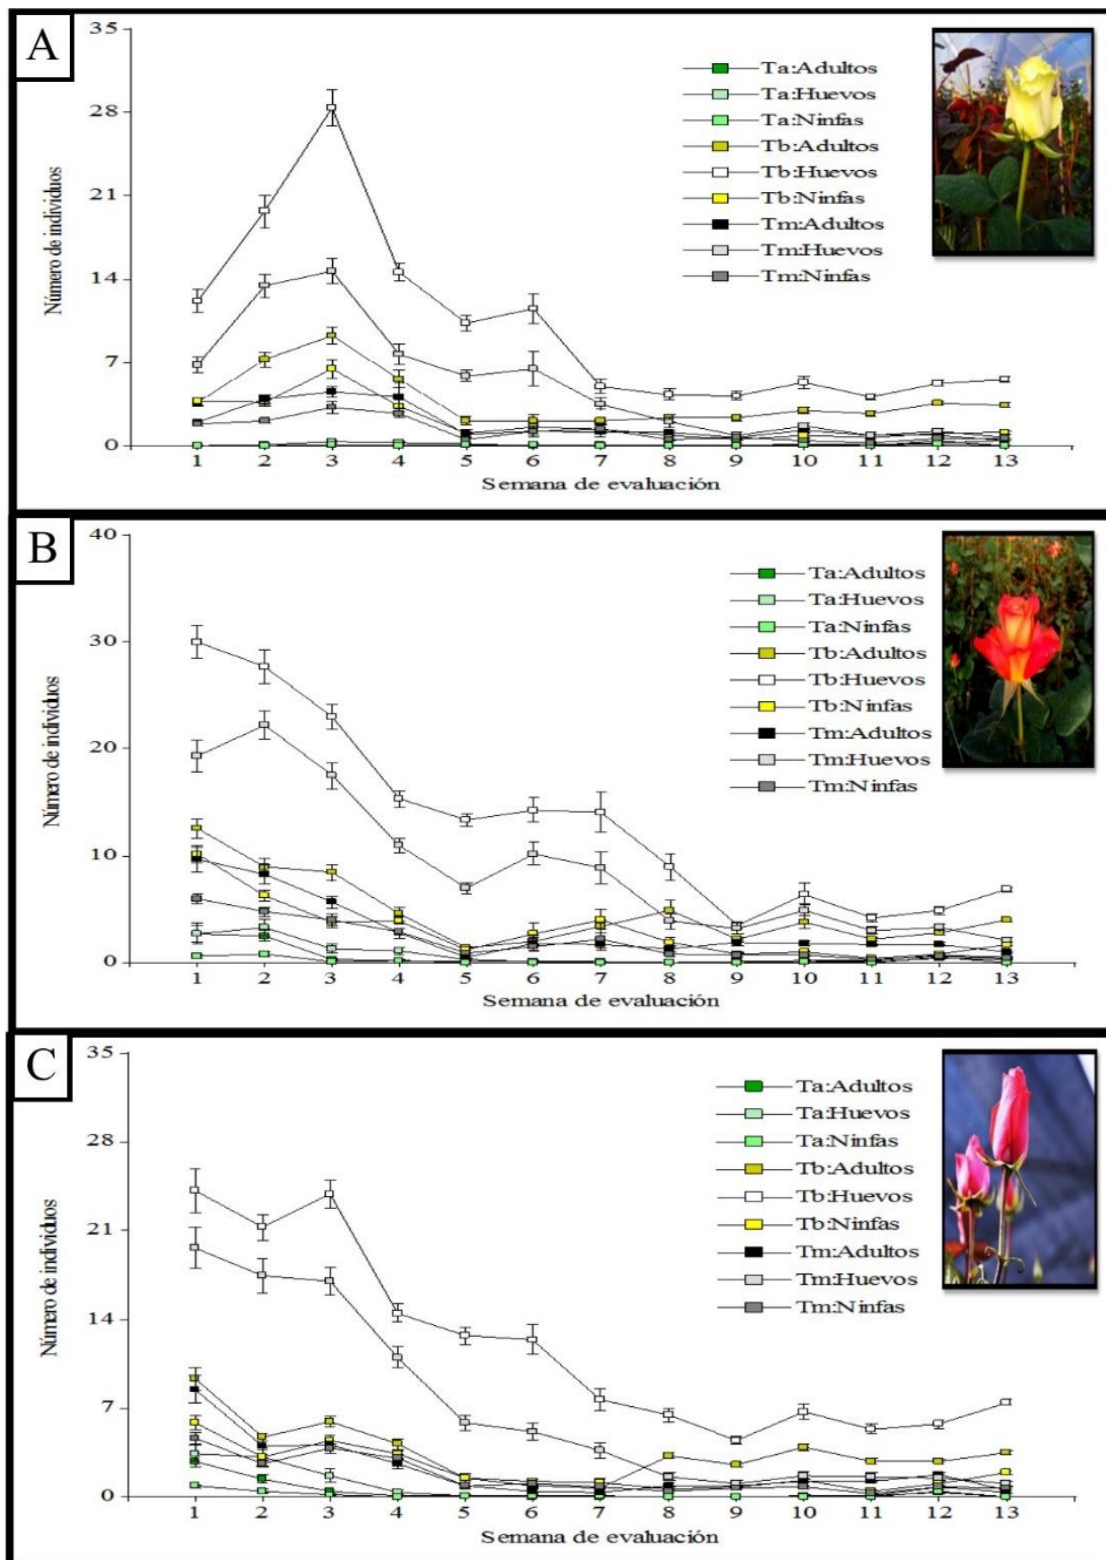 A
35
28
21
14
7
0
Número de individuos
Ta:Adultos
Ta:Huevos
Ta:Ninfas
Tb:Adultos
Tb:Huevos
Tb:Ninfas
Tm:Adultos
Tm:Huevos
Tm:Ninfas
1 2 3 4 5 6 7 8 9 10 11 12 13
Semana de evaluación
B
40
30
20
10
0
Número de individuos
Ta:Adultos
Ta:Huevos
Ta:Ninfas
Tb:Adultos
Tb:Huevos
Tb:Ninfas
Tm:Adultos
Tm:Huevos
Tm:Ninfas
1 2 3 4 5 6 7 8 9 10 11 12 13
Semana de evaluación
C
35
28
21
14
7
0
Número de individuos
Ta:Adultos
Ta:Huevos
Ta:Ninfas
Tb:Adultos
Tb:Huevos
Tb:Ninfas
Tm:Adultos
Tm:Huevos
Tm:Ninfas
1 2 3 4 5 6 7 8 9 10 11 12 13
Semana de evaluación